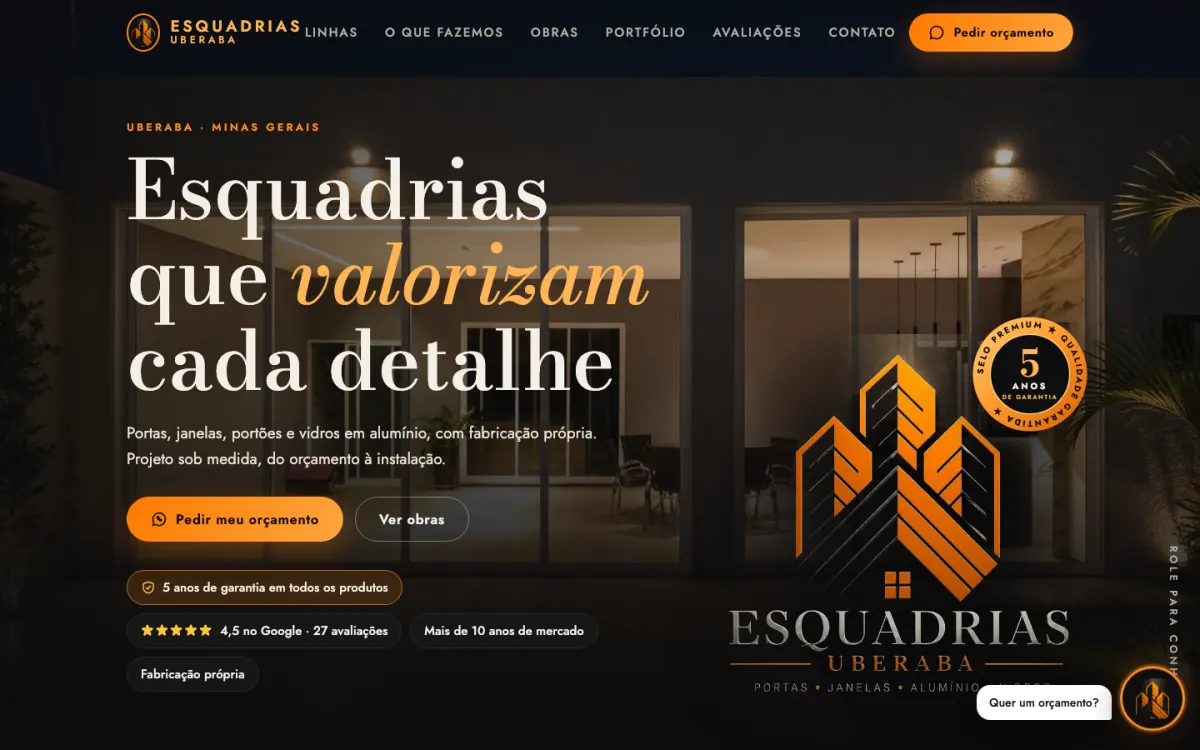 ESQUADRIAS
UBERABA
LINHAS
O QUE FAZEMOS
OBRAS
PORTFÓLIO
AVALIAÇÕES
CONTATO
Pedir orçamento
UBERABA · MINAS GERAIS
Esquadrias
que valorizam
cada detalhe
Portas, janelas, portões e vidros em alumínio, com fabricação própria.
Projeto sob medida, do orçamento à instalação.
Pedir meu orçamento
Ver obras
5 anos de garantia em todos os produtos
4,5 no Google · 27 avaliações
Mais de 10 anos de mercado
Fabricação própria
SELO PREMIUM ★ QUALIDADE GARANTIDA ★
5
ANOS
DE GARANTIA
ESQUADRIAS
UBERABA
PORTAS • JANELAS • ALUMÍNIO
ROLE PARA
Quer um orçamento?